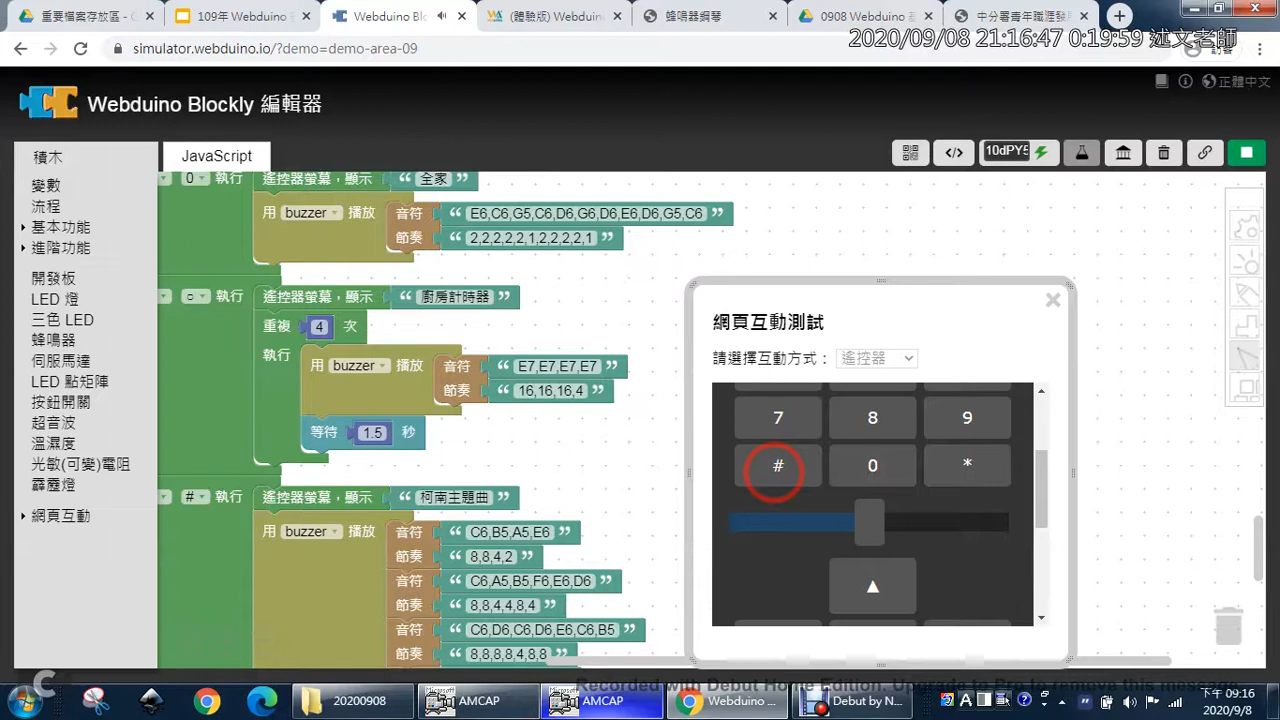 重要檔案存放區 - G
109年 Webduino
Webduino Bl
(體驗版) Webduin
蜂鳴器綱要
0908 Webduino
中分署青年職涯發
simulator.webduino.io/?demo=demo-area-09
2020/09/08 21:16:47 0:19:59 述文老師
Webduino Blockly 編輯器
正體中文
積木
JavaScript
10dPY5
變數
流程
基本功能
進階功能
開發板
LED 燈
三色 LED
蜂鳴器
伺服馬達
LED 點矩陣
按鈕開關
超音波
溫濕度
光敏(可變)電阻
霹靂燈
網頁互動
0 執行 遙控器螢幕，顯示 “ 全家 ”
用 buzzer 播放 音符 “ E6,C6,G5,C6,D6,G6,D6,E6,D6,G5,C6 ”
節奏 “ 2,2,2,2,2,1,2,2,2,2,1 ”
執行 遙控器螢幕，顯示 “ 廚房計時器 ”
重複 4 次
執行 用 buzzer 播放 音符 “ E7,E7,E7,E7 ”
節奏 “ 16,16,16,4 ”
等待 1.5 秒
# 執行 遙控器螢幕，顯示 “ 柯南主題曲 ”
用 buzzer 播放 音符 “ C6,B5,A5,E6 ”
節奏 “ 8,8,4,2 ”
音符 “ C6,A5,B5,F6,E6,D6 ”
節奏 “ 8,8,4,4,8,4 ”
音符 “ C6,D6,C6,D6,E6,C6,B5 ”
節奏 “ 8,8,8,8,4,8,8 ”
網頁互動測試
請選擇互動方式： 遙控器
7 8 9
# 0 *
▲
Recorded with Debut Home Edition. Upgrade to Pro to remove this message
20200908
AMCAP
AMCAP
Webduino ...
Debut by N...
下午 09:16
2020/9/8